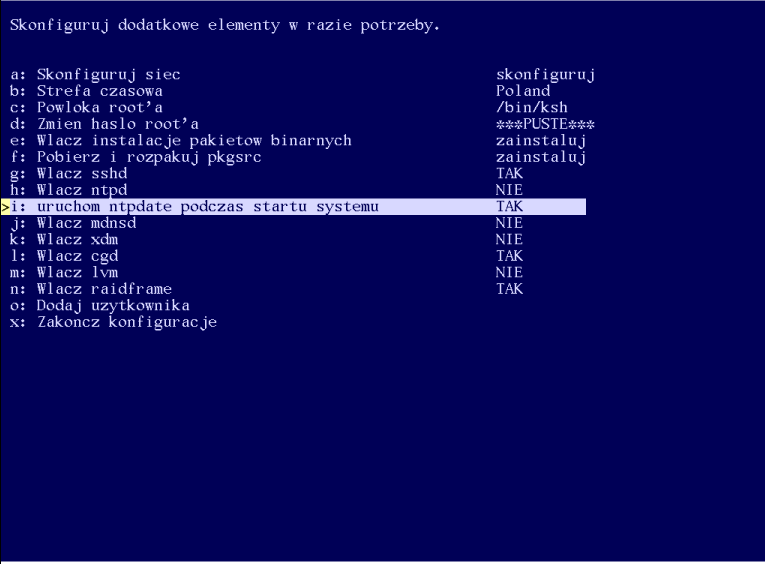 Skonfiguruj dodatkowe elementy w razie potrzeby.
a: Skonfiguruj siec skonfiguruj
b: Strefa czasowa Poland
c: Powloka root'a /bin/ksh
d: Zmien haslo root'a ***PUSTE***
e: Wlacz instalacje pakietow binarnych zainstaluj
f: Pobierz i rozpakuj pkgsrc zainstaluj
g: Wlacz sshd TAK
h: Wlacz ntpd NIE
>i: uruchom ntpdate podczas startu systemu TAK
j: Wlacz mdnsd NIE
k: Wlacz xdm NIE
l: Wlacz cgd TAK
m: Wlacz lvm NIE
n: Wlacz raidframe TAK
o: Dodaj uzytkownika
x: Zakoncz konfiguracje